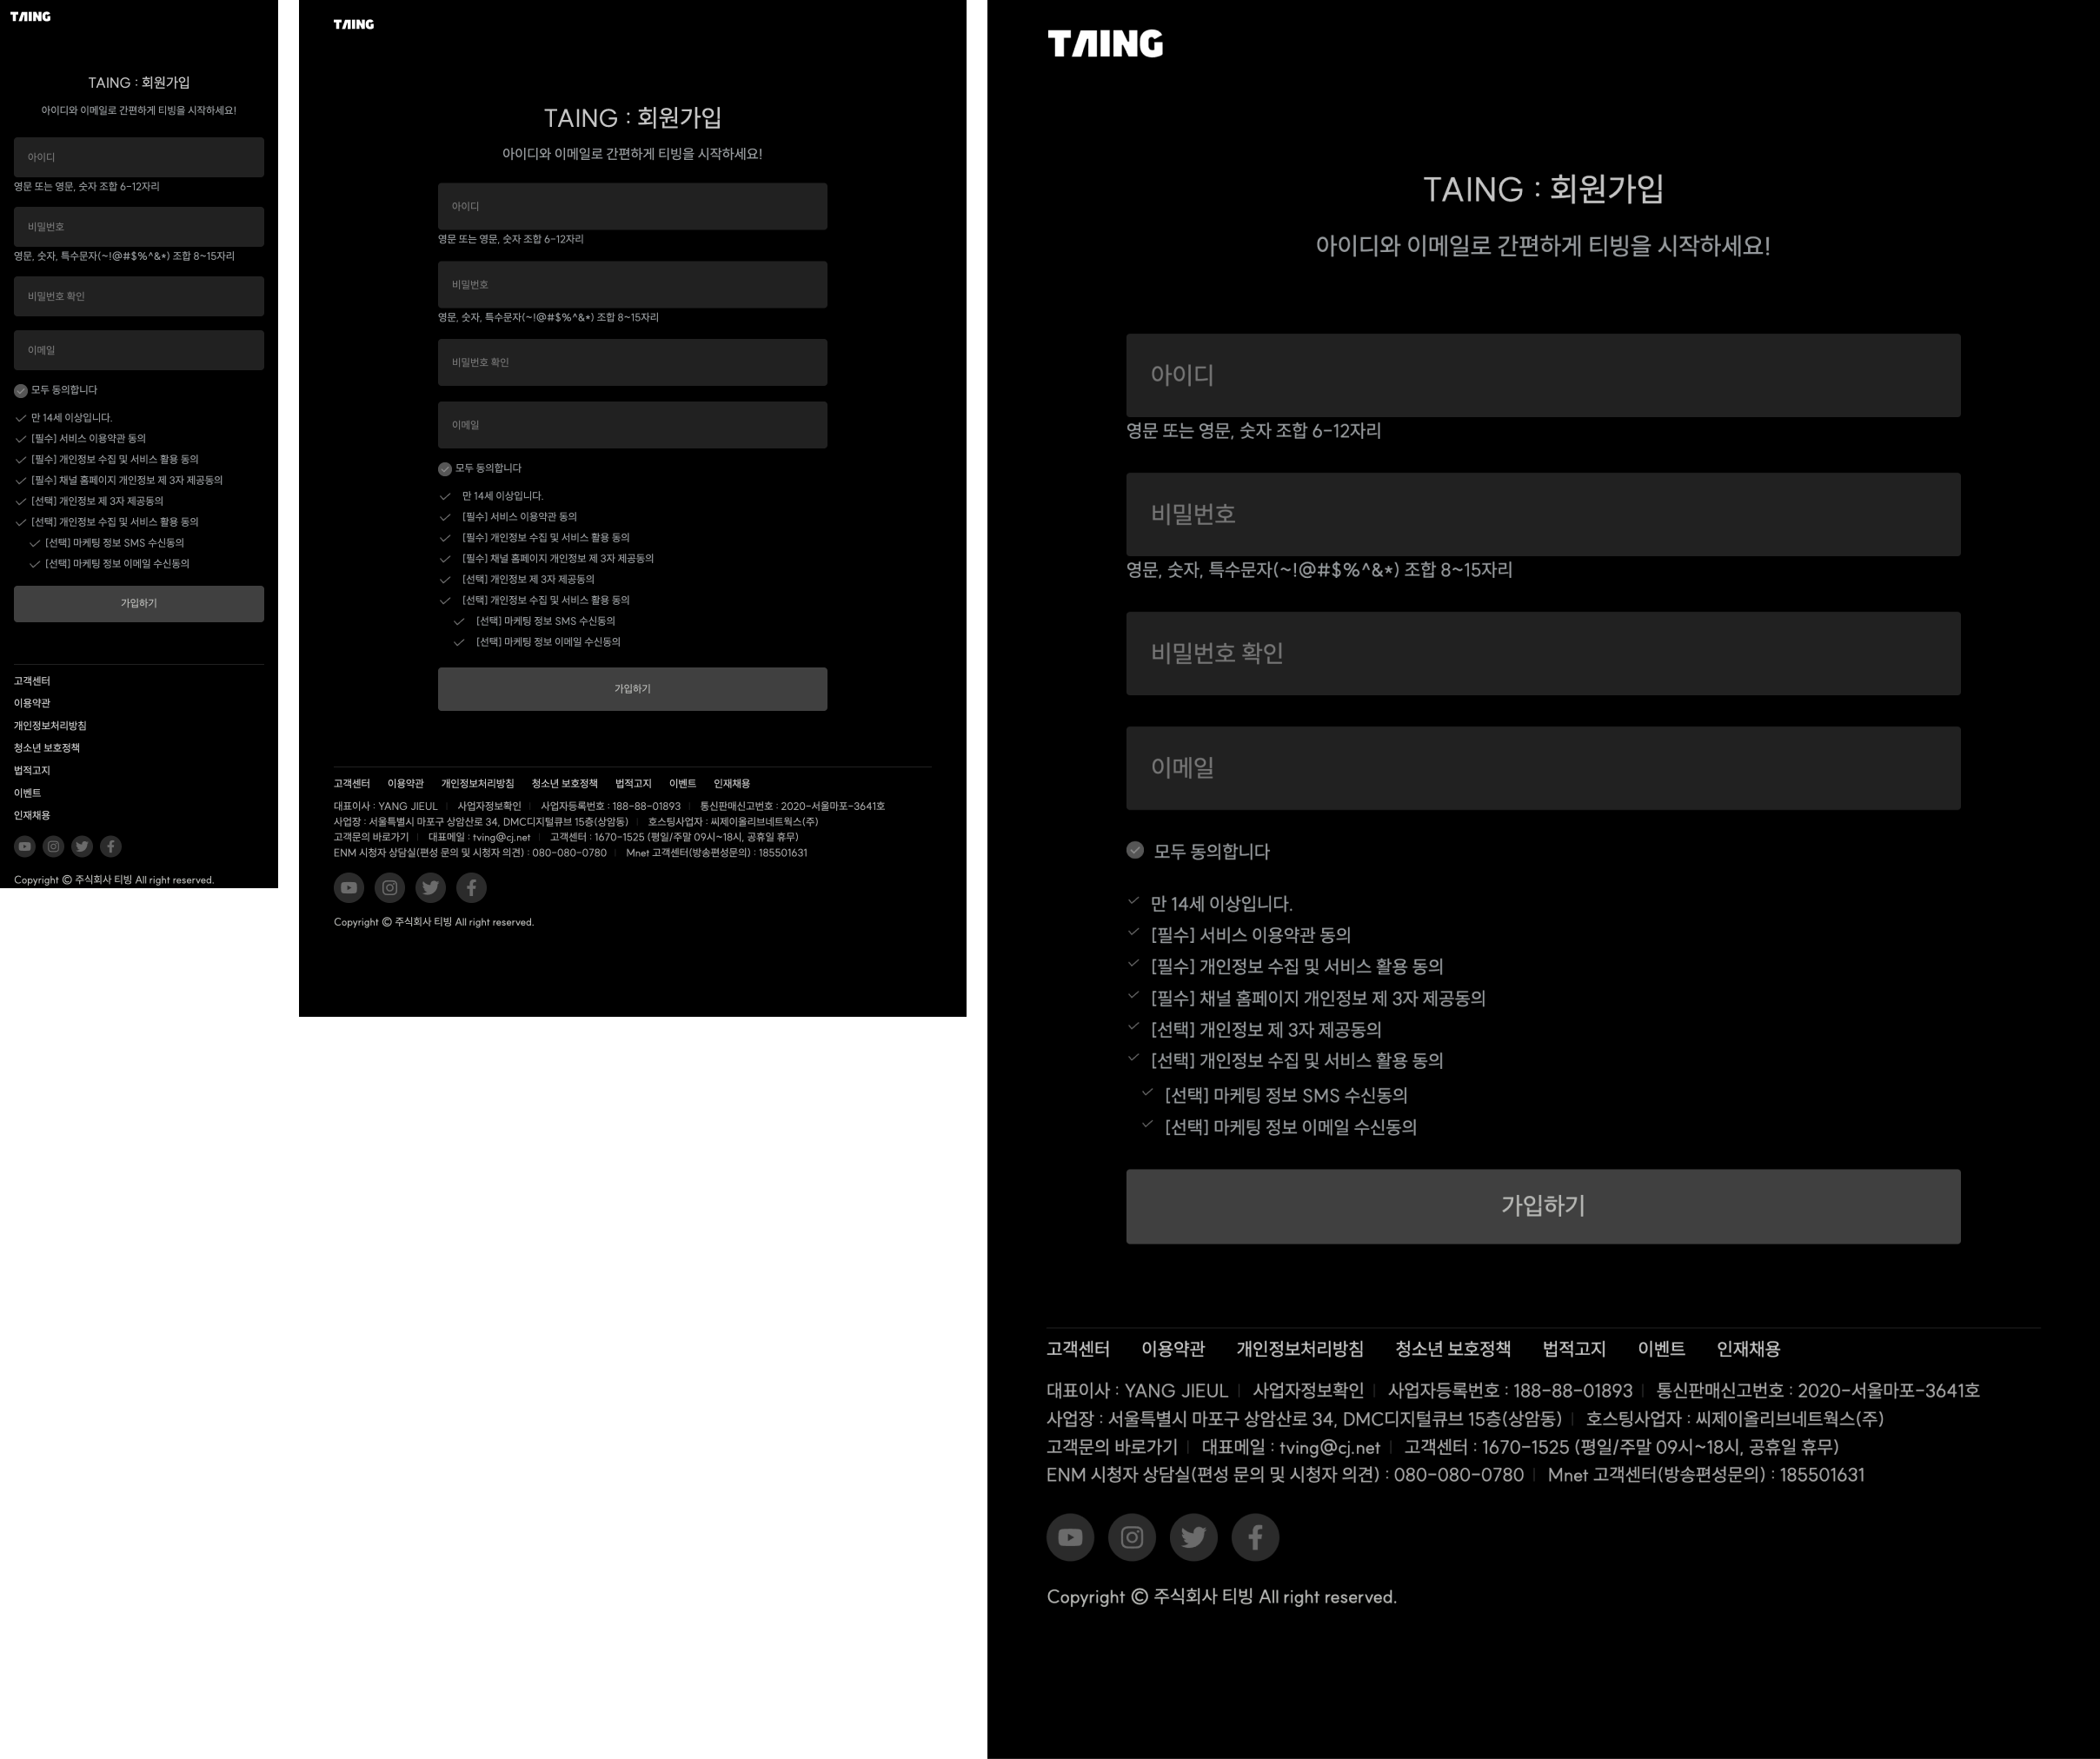 TAING
TAING : 회원가입
아이디와 이메일로 간편하게 티빙을 시작하세요!
아이디
영문 또는 영문, 숫자 조합 6-12자리
비밀번호
영문, 숫자, 특수문자(~!@#$%^&*) 조합 8~15자리
비밀번호 확인
이메일
모두 동의합니다
만 14세 이상입니다.
[필수] 서비스 이용약관 동의
[필수] 개인정보 수집 및 서비스 활용 동의
[필수] 채널 홈페이지 개인정보 제 3자 제공동의
[선택] 개인정보 제 3자 제공동의
[선택] 개인정보 수집 및 서비스 활용 동의
[선택] 마케팅 정보 SMS 수신동의
[선택] 마케팅 정보 이메일 수신동의
가입하기
고객센터
이용약관
개인정보처리방침
청소년 보호정책
법적고지
이벤트
인재채용
Copyright © 주식회사 티빙 All right reserved.
TAING
TAING : 회원가입
아이디와 이메일로 간편하게 티빙을 시작하세요!
아이디
영문 또는 영문, 숫자 조합 6-12자리
비밀번호
영문, 숫자, 특수문자(~!@#$%^&*) 조합 8~15자리
비밀번호 확인
이메일
모두 동의합니다
만 14세 이상입니다.
[필수] 서비스 이용약관 동의
[필수] 개인정보 수집 및 서비스 활용 동의
[필수] 채널 홈페이지 개인정보 제 3자 제공동의
[선택] 개인정보 제 3자 제공동의
[선택] 개인정보 수집 및 서비스 활용 동의
[선택] 마케팅 정보 SMS 수신동의
[선택] 마케팅 정보 이메일 수신동의
가입하기
고객센터 이용약관 개인정보처리방침 청소년 보호정책 법적고지 이벤트 인재채용
대표이사 : YANG JIEUL | 사업자정보확인 | 사업자등록번호 : 188-88-01893 | 통신판매신고번호 : 2020-서울마포-3641호
사업장 : 서울특별시 마포구 상암산로 34, DMC디지털큐브 15층(상암동) | 호스팅사업자 : 씨제이올리브네트웍스(주)
고객문의 바로가기 | 대표메일 : tving@cj.net | 고객센터 : 1670-1525 (평일/주말 09시~18시, 공휴일 휴무)
ENM 시청자 상담실(편성 문의 및 시청자 의견) : 080-080-0780 | Mnet 고객센터(방송편성문의) : 185501631
Copyright © 주식회사 티빙 All right reserved.
TAING
TAING : 회원가입
아이디와 이메일로 간편하게 티빙을 시작하세요!
아이디
영문 또는 영문, 숫자 조합 6-12자리
비밀번호
영문, 숫자, 특수문자(~!@#$%^&*) 조합 8~15자리
비밀번호 확인
이메일
모두 동의합니다
만 14세 이상입니다.
[필수] 서비스 이용약관 동의
[필수] 개인정보 수집 및 서비스 활용 동의
[필수] 채널 홈페이지 개인정보 제 3자 제공동의
[선택] 개인정보 제 3자 제공동의
[선택] 개인정보 수집 및 서비스 활용 동의
[선택] 마케팅 정보 SMS 수신동의
[선택] 마케팅 정보 이메일 수신동의
가입하기
고객센터 이용약관 개인정보처리방침 청소년 보호정책 법적고지 이벤트 인재채용
대표이사 : YANG JIEUL | 사업자정보확인 | 사업자등록번호 : 188-88-01893 | 통신판매신고번호 : 2020-서울마포-3641호
사업장 : 서울특별시 마포구 상암산로 34, DMC디지털큐브 15층(상암동) | 호스팅사업자 : 씨제이올리브네트웍스(주)
고객문의 바로가기 | 대표메일 : tving@cj.net | 고객센터 : 1670-1525 (평일/주말 09시~18시, 공휴일 휴무)
ENM 시청자 상담실(편성 문의 및 시청자 의견) : 080-080-0780 | Mnet 고객센터(방송편성문의) : 185501631
Copyright © 주식회사 티빙 All right reserved.